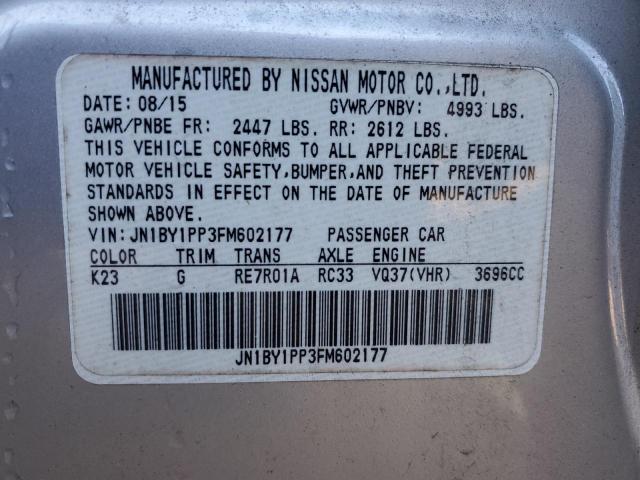 MANUFACTURED BY NISSAN MOTOR CO.,LTD.
DATE: 08/15 GVWR/PNBV: 4993 LBS.
GAWR/PNBE FR: 2447 LBS. RR: 2612 LBS.
THIS VEHICLE CONFORMS TO ALL APPLICABLE FEDERAL
MOTOR VEHICLE SAFETY,BUMPER,AND THEFT PREVENTION
STANDARDS IN EFFECT ON THE DATE OF MANUFACTURE
SHOWN ABOVE.
VIN:JN1BY1PP3FM602177 PASSENGER CAR
COLOR TRIM TRANS AXLE ENGINE
K23 G RE7R01A RC33 VQ37(VHR) 3696CC
JN1BY1PP3FM602177